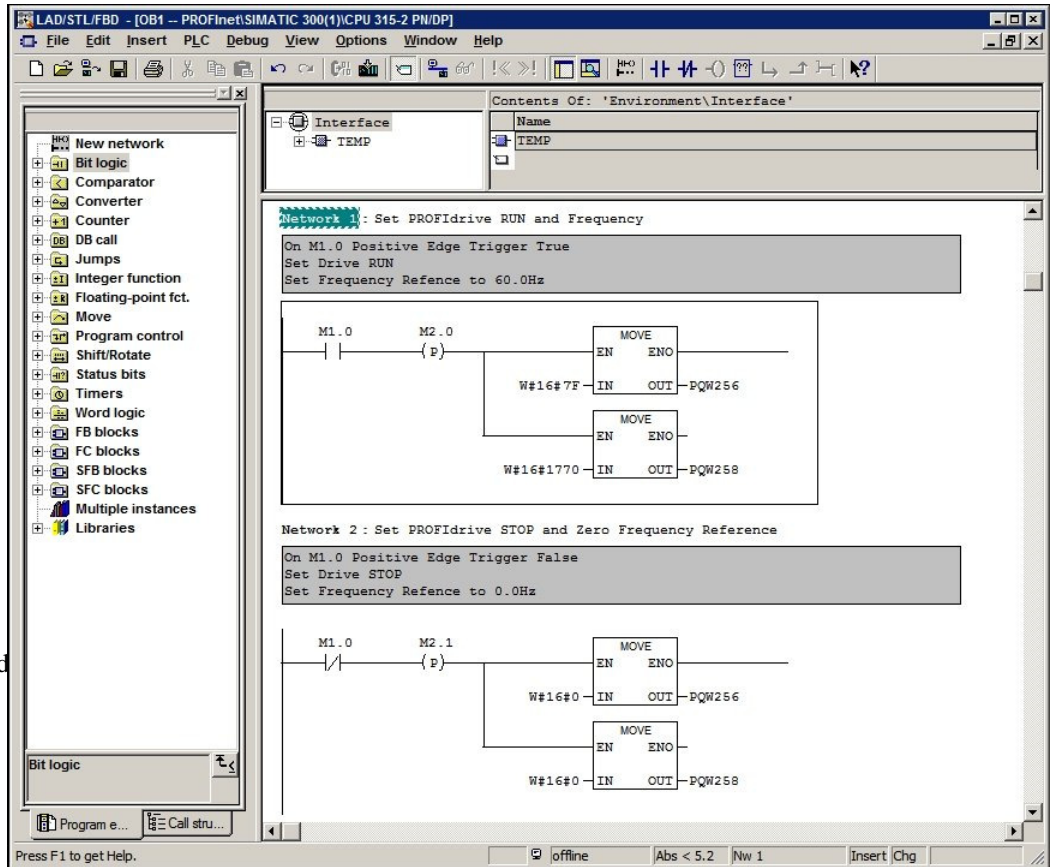 LAD/STL/FBD - [OB1 -- PROFInet\SIMATIC 300(1)\CPU 315-2 PN/DP]
File Edit Insert PLC Debug View Options Window Help
Contents Of: 'Environment\Interface'
Interface
TEMP
Name
TEMP
New network
Bit logic
Comparator
Converter
Counter
DB call
Jumps
Integer function
Floating-point fct.
Move
Program control
Shift/Rotate
Status bits
Timers
Word logic
FB blocks
FC blocks
SFB blocks
SFC blocks
Multiple instances
Libraries
Bit logic
Program e... Call stru...
Network 1: Set PROFIdrive RUN and Frequency
On M1.0 Positive Edge Trigger True
Set Drive RUN
Set Frequency Refence to 60.0Hz
M1.0 M2.0 MOVE
(P) EN ENO
W#16#7F IN OUT PQW256
MOVE
EN ENO
W#16#1770 IN OUT PQW258
Network 2 : Set PROFIdrive STOP and Zero Frequency Reference
On M1.0 Positive Edge Trigger False
Set Drive STOP
Set Frequency Refence to 0.0Hz
M1.0 M2.1 MOVE
(P) EN ENO
W#16#0 IN OUT PQW256
MOVE
EN ENO
W#16#0 IN OUT PQW258
Press F1 to get Help. offline Abs < 5.2 Nw 1 Insert Chg